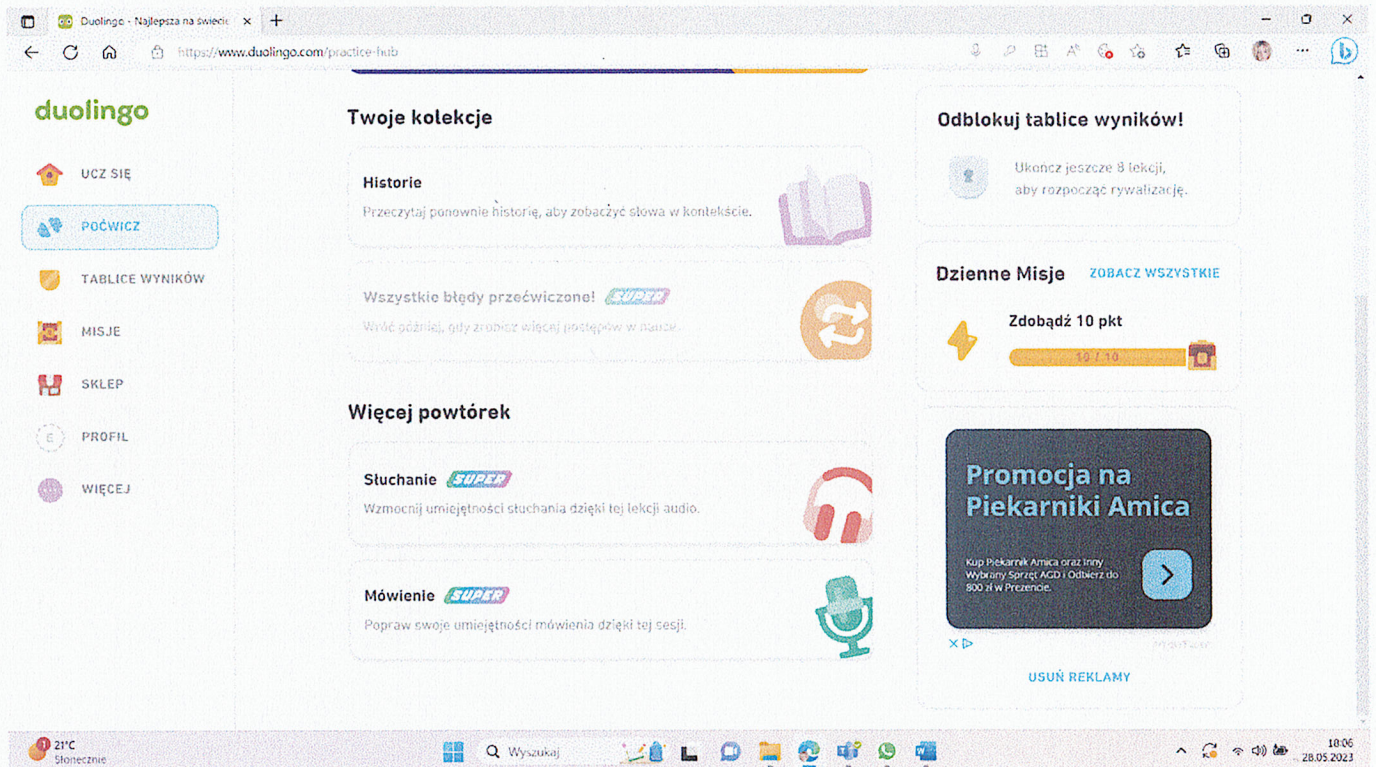 Duolingo - Najlepsza na świecie
https://www.duolingo.com/practice-hub
duolingo
UCZ SIĘ
POĆWICZ
TABLICE WYNIKÓW
MISJE
SKLEP
E
PROFIL
WIĘCEJ
Twoje kolekcje
Historie
Przeczytaj ponownie historię, aby zobaczyć słowa w kontekście.
Wszystkie błędy przećwiczone! SUPER
Wróć później, gdy zrobisz więcej postępów w nauce.
Więcej powtórek
Słuchanie SUPER
Wzmocnij umiejętności słuchania dzięki tej lekcji audio.
Mówienie SUPER
Popraw swoje umiejętności mówienia dzięki tej sesji.
Odblokuj tablice wyników!
Ukończ jeszcze 8 lekcji,
aby rozpocząć rywalizację.
Dzienne Misje ZOBACZ WSZYSTKIE
Zdobądź 10 pkt
10 / 10
Promocja na
Piekarniki Amica
Kup Piekarnik Amica oraz Inny
Wybrany Sprzęt AGD i Odbierz do
800 zł w Prezencie.
USUŃ REKLAMY
1
21°C
Słonecznie
Wyszukaj
18:06
28.05.2023